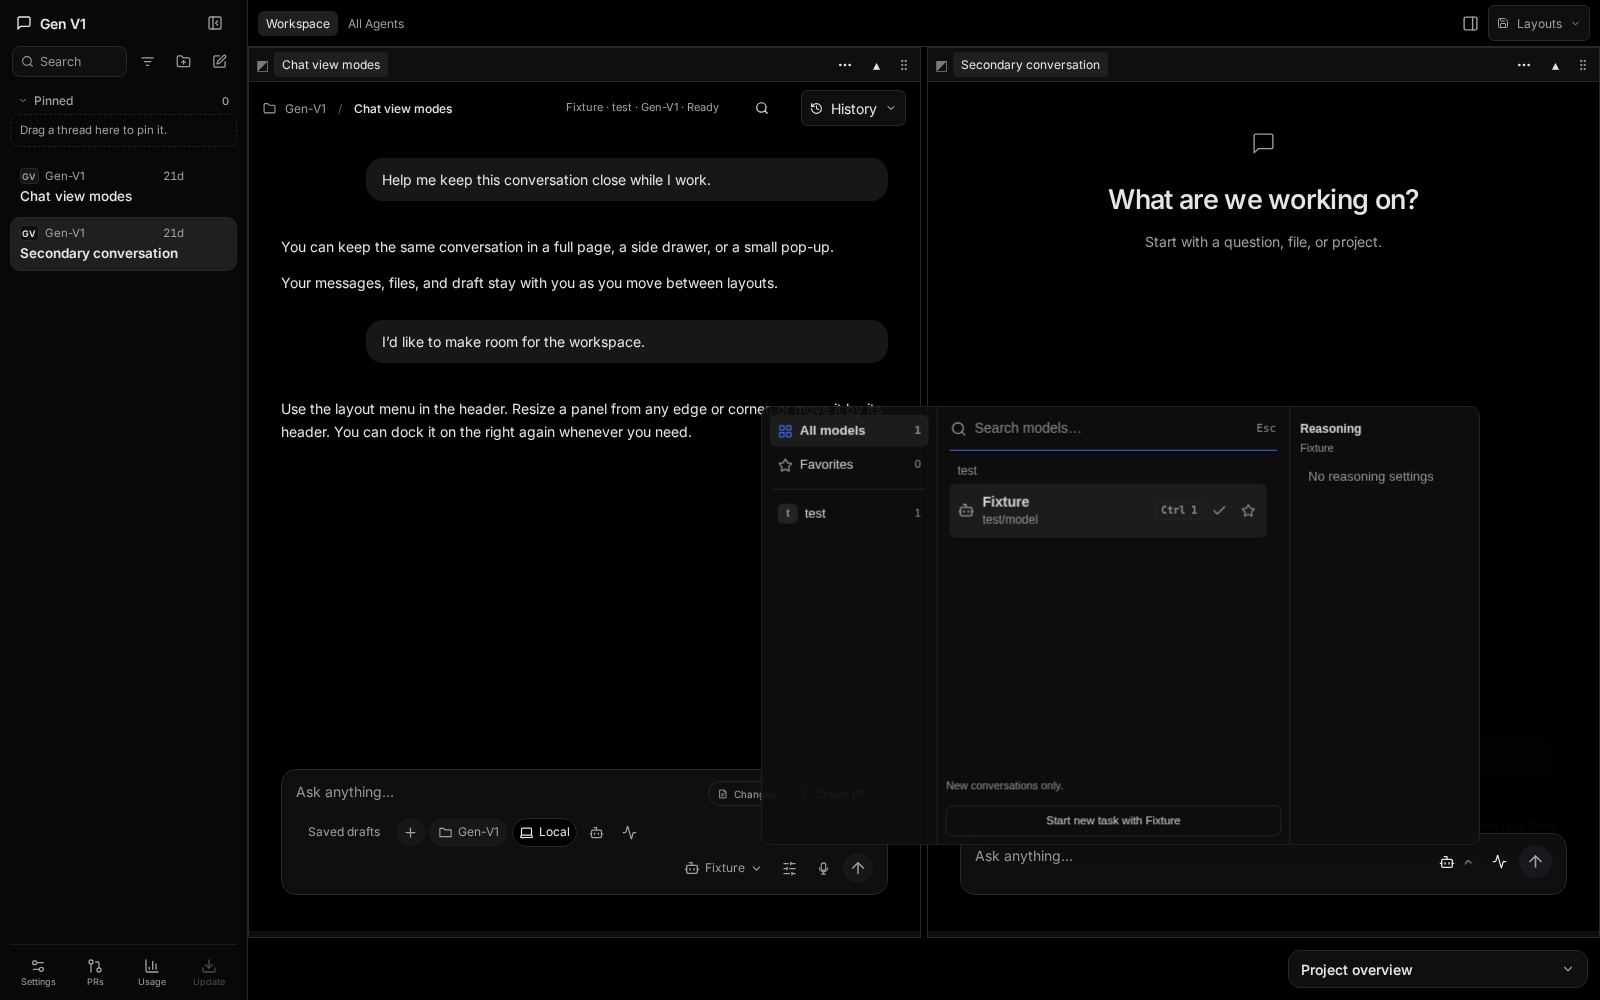 Gen V1
Search
Pinned 0
Drag a thread here to pin it.
GV Gen-V1 21d
Chat view modes
GV Gen-V1 21d
Secondary conversation
Settings PRs Usage Update
Workspace All Agents Layouts
Chat view modes
Gen-V1 / Chat view modes Fixture · test · Gen-V1 · Ready History
Help me keep this conversation close while I work.
You can keep the same conversation in a full page, a side drawer, or a small pop-up.
Your messages, files, and draft stay with you as you move between layouts.
I’d like to make room for the workspace.
Use the layout menu in the header. Resize a panel from any edge or corner, or move it by its
header. You can dock it on the right again whenever you need.
Ask anything... Create PR
Saved drafts Gen-V1 Local
Fixture
Secondary conversation
What are we working on?
Start with a question, file, or project.
All models 1
Favorites 0
t test 1
Search models... Esc
test
Fixture
test/model
Ctrl 1
New conversations only.
Start new task with Fixture
Reasoning
Fixture
No reasoning settings
Ask anything...
Project overview